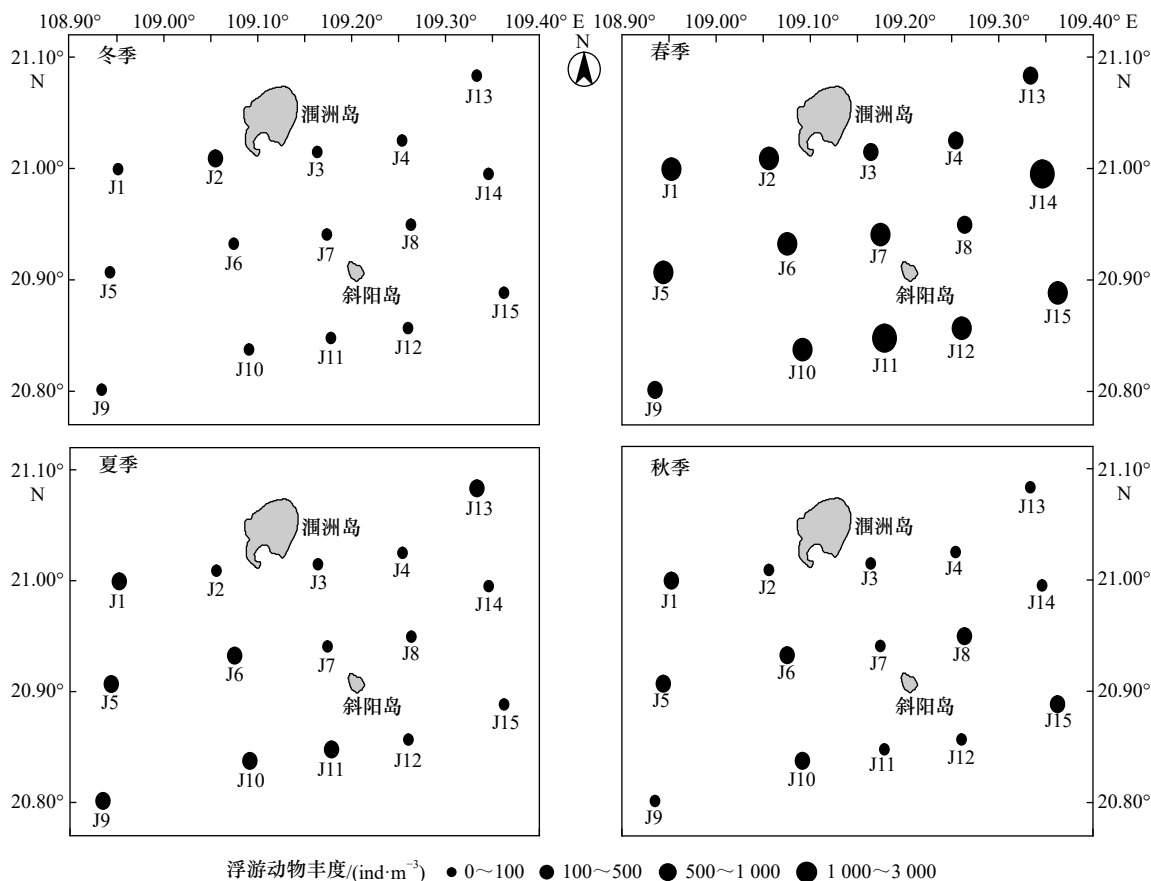 108.90° 109.00° 109.10° 109.20° 109.30° 109.40° E
N
108.90° 109.00° 109.10° 109.20° 109.30° 109.40° E
冬季
21.10°
N
21.00°
20.90°
20.80°
涠洲岛
斜阳岛
J13
J4
J3
J2
J1
J14
J8
J7
J6
J5
J15
J12
J11
J10
J9
春季
21.10°
N
21.00°
20.90°
20.80°
涠洲岛
斜阳岛
J13
J4
J3
J2
J1
J14
J8
J7
J6
J5
J15
J12
J11
J10
J9
夏季
21.10°
N
21.00°
20.90°
20.80°
涠洲岛
斜阳岛
J13
J4
J3
J2
J1
J14
J8
J7
J6
J5
J15
J12
J11
J10
J9
秋季
21.10°
N
21.00°
20.90°
20.80°
涠洲岛
斜阳岛
J13
J4
J3
J2
J1
J14
J8
J7
J6
J5
J15
J12
J11
J10
J9
浮游动物丰度/(ind·m⁻³) 0～100 100～500 500～1 000 1 000～3 000